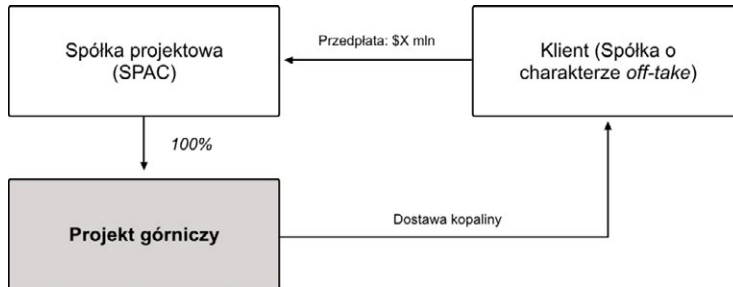 Spółka projektowa
(SPAC)
Przedpłata: $X mln
Klient (Spółka o
charakterze off-take)
100%
Projekt górniczy
Dostawa kopaliny